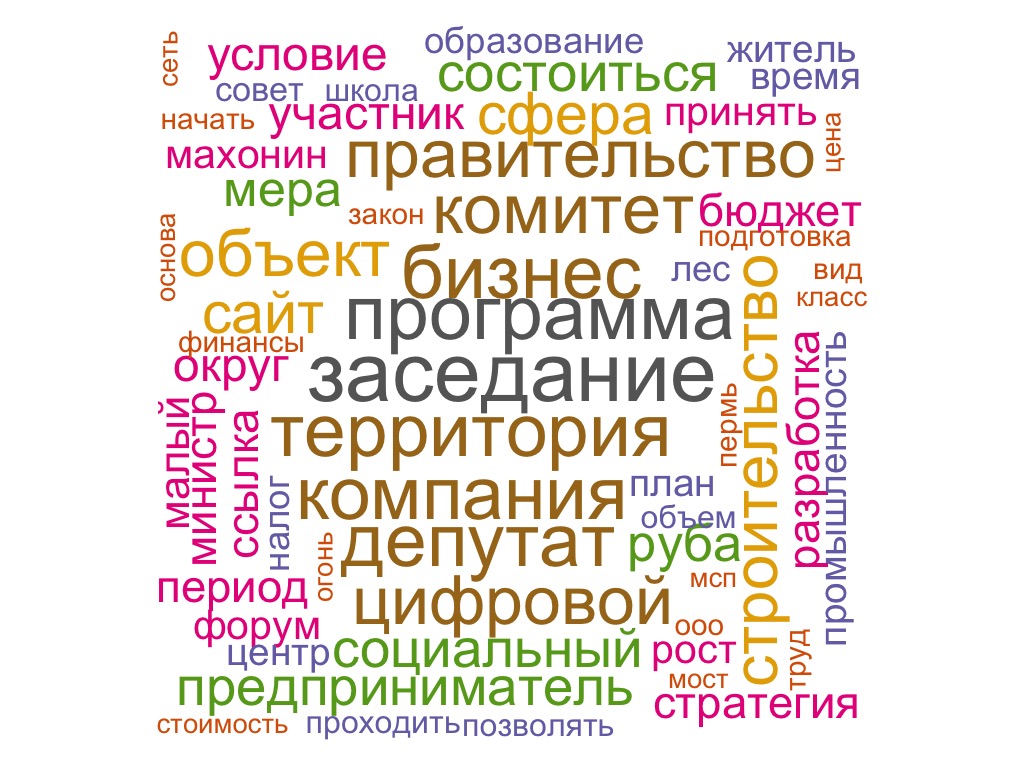 сеть
условие
образование
житель
состоиться
время
совет
школа
начать
участник
сфера
принять
цена
махонин
правительство
мера
закон
комитет
бюджет
подготовка
основа
объект
бизнес
лес
вид
класс
сайт
программа
строительство
финансы
округ
заседание
разработка
промышленность
малый
министр
ссылка
территория
пермь
налог
компания
план
объем
огонь
депутат
руба
мсп
период
цифровой
форум
ооо
центр
социальный
рост
труд
мост
предприниматель
стратегия
стоимость
проходить
позволять